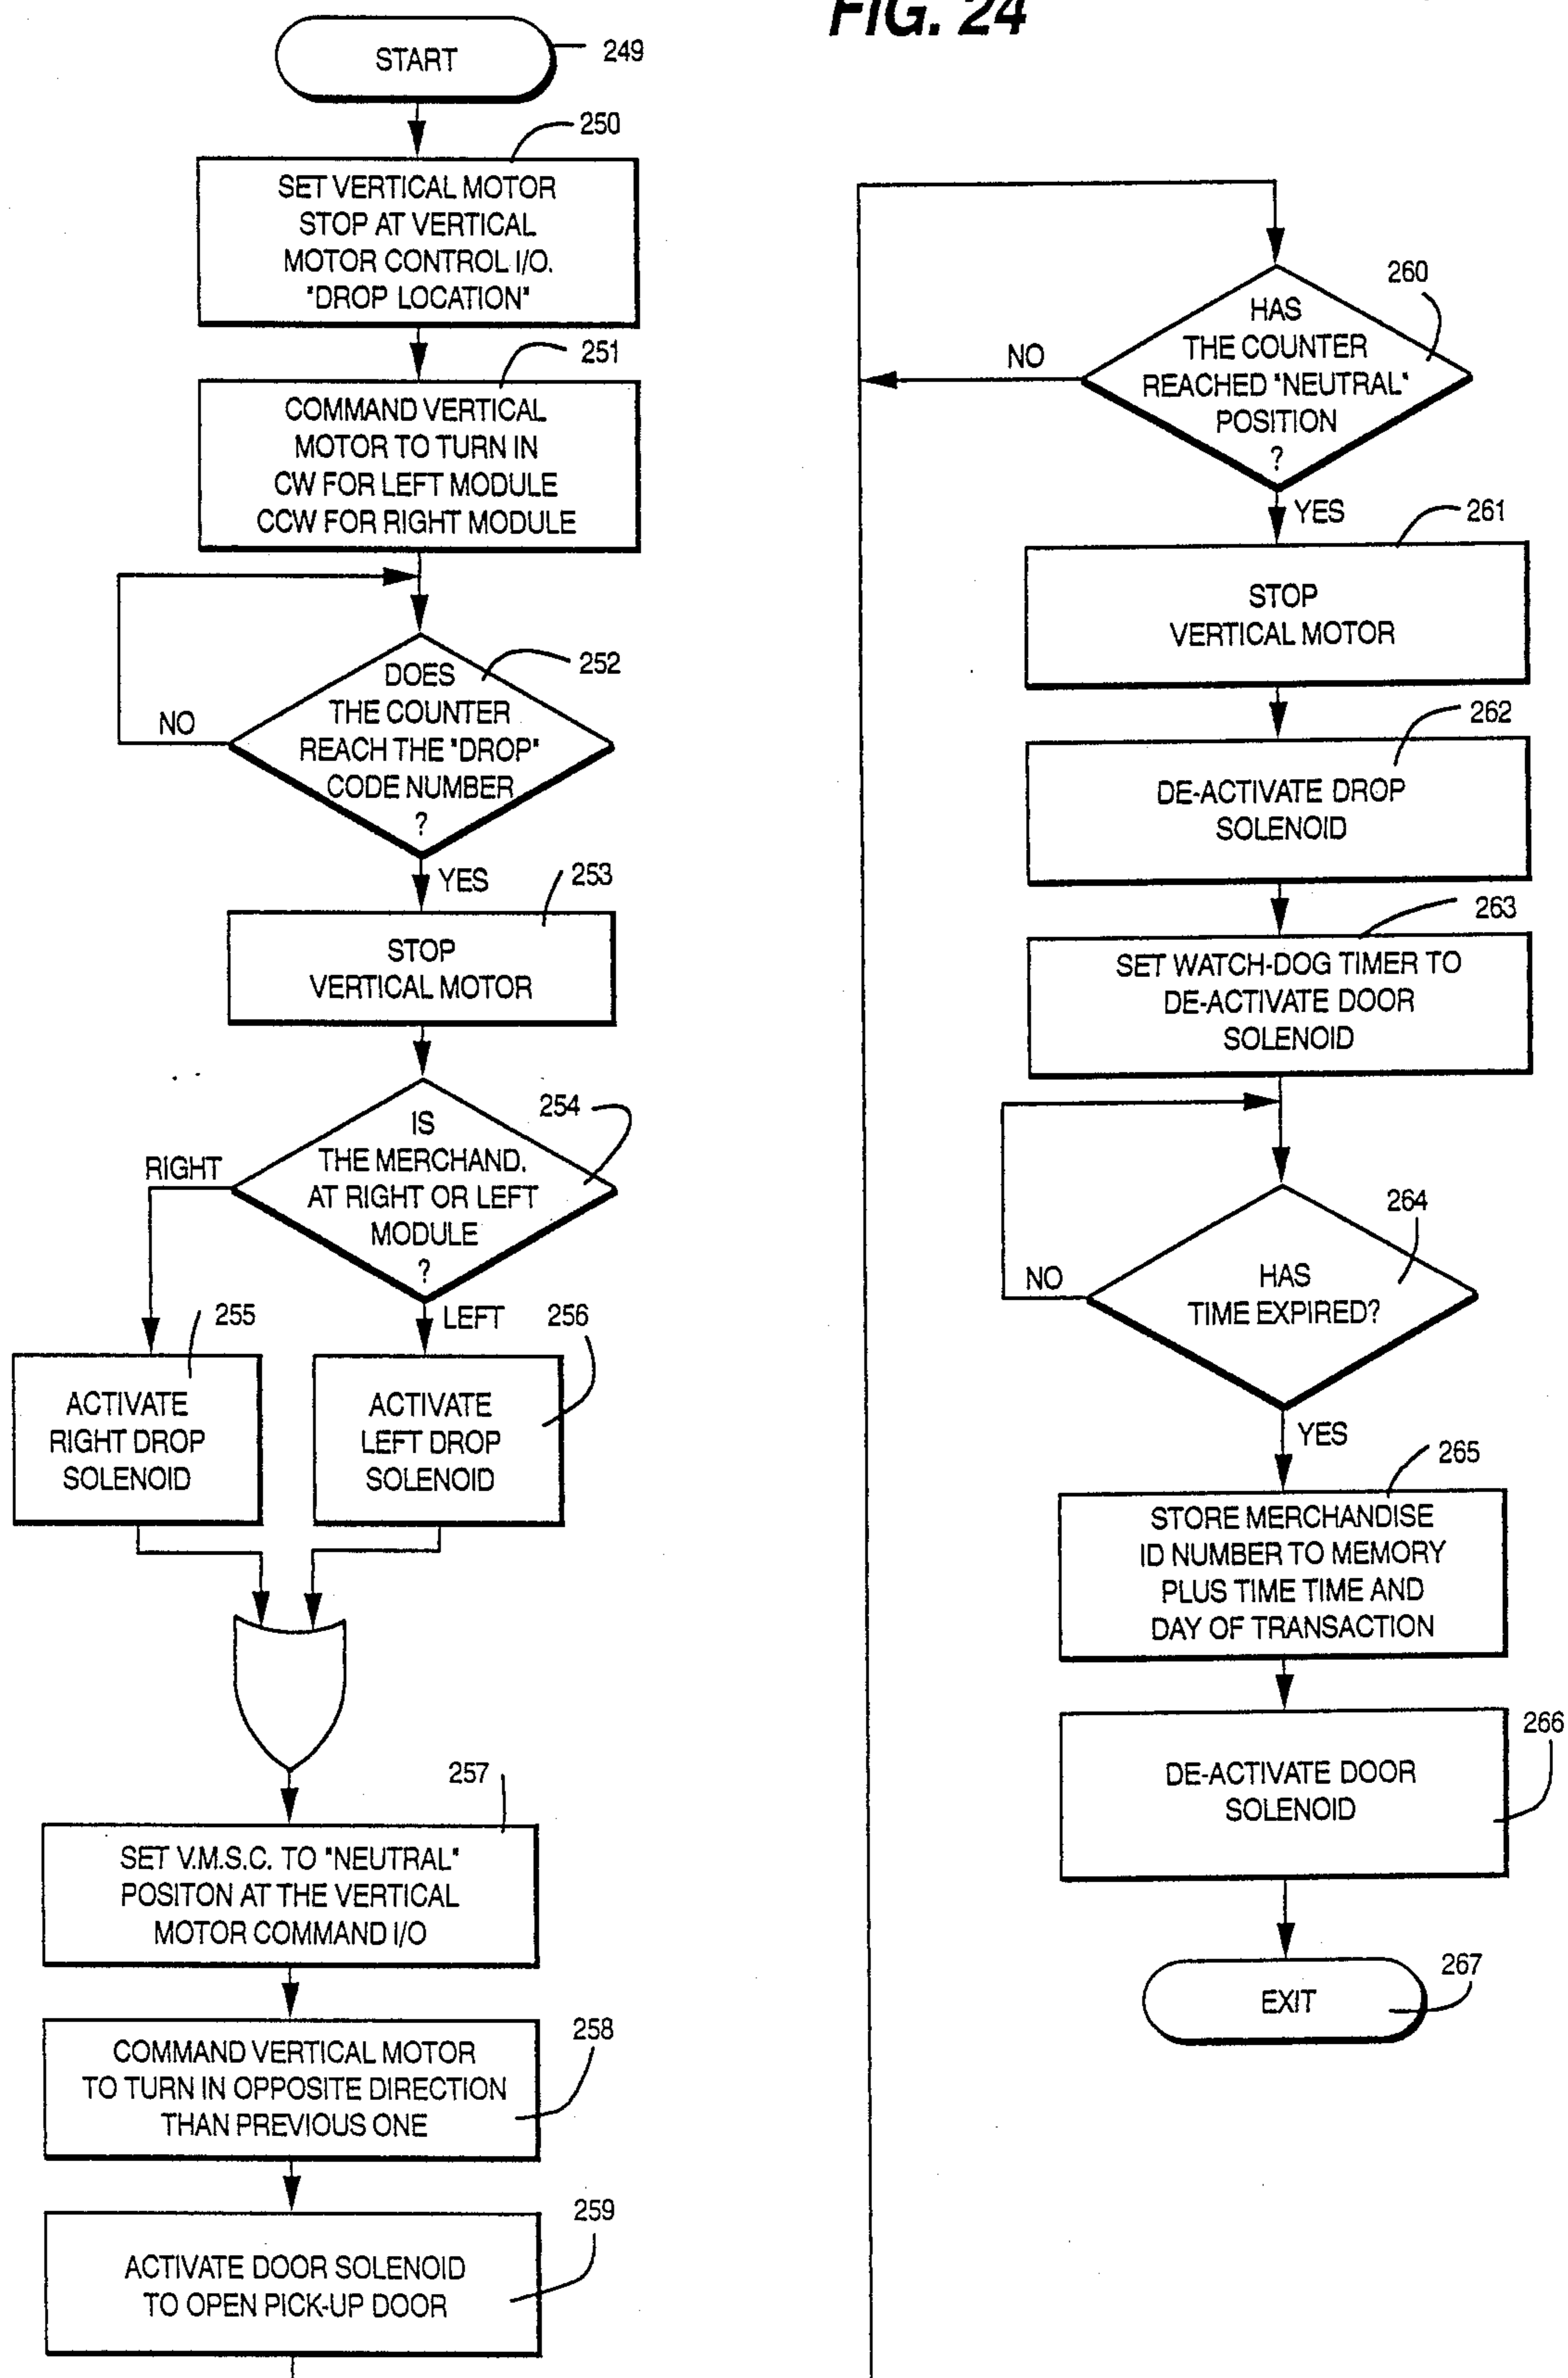 FIG. 24
START
249
250
SET VERTICAL MOTOR
STOP AT VERTICAL
MOTOR CONTROL I/O.
"DROP LOCATION"
251
COMMAND VERTICAL
MOTOR TO TURN IN
CW FOR LEFT MODULE
CCW FOR RIGHT MODULE
252
DOES
THE COUNTER
REACH THE "DROP"
CODE NUMBER
?
NO
YES
253
STOP
VERTICAL MOTOR
254
IS
THE MERCHAND.
AT RIGHT OR LEFT
MODULE
?
RIGHT
LEFT
255
ACTIVATE
RIGHT DROP
SOLENOID
256
ACTIVATE
LEFT DROP
SOLENOID
257
SET V.M.S.C. TO "NEUTRAL"
POSITON AT THE VERTICAL
MOTOR COMMAND I/O
258
COMMAND VERTICAL MOTOR
TO TURN IN OPPOSITE DIRECTION
THAN PREVIOUS ONE
259
ACTIVATE DOOR SOLENOID
TO OPEN PICK-UP DOOR
260
HAS
THE COUNTER
REACHED "NEUTRAL"
POSITION
?
NO
YES
261
STOP
VERTICAL MOTOR
262
DE-ACTIVATE DROP
SOLENOID
263
SET WATCH-DOG TIMER TO
DE-ACTIVATE DOOR
SOLENOID
264
HAS
TIME EXPIRED?
NO
YES
265
STORE MERCHANDISE
ID NUMBER TO MEMORY
PLUS TIME TIME AND
DAY OF TRANSACTION
266
DE-ACTIVATE DOOR
SOLENOID
EXIT
267